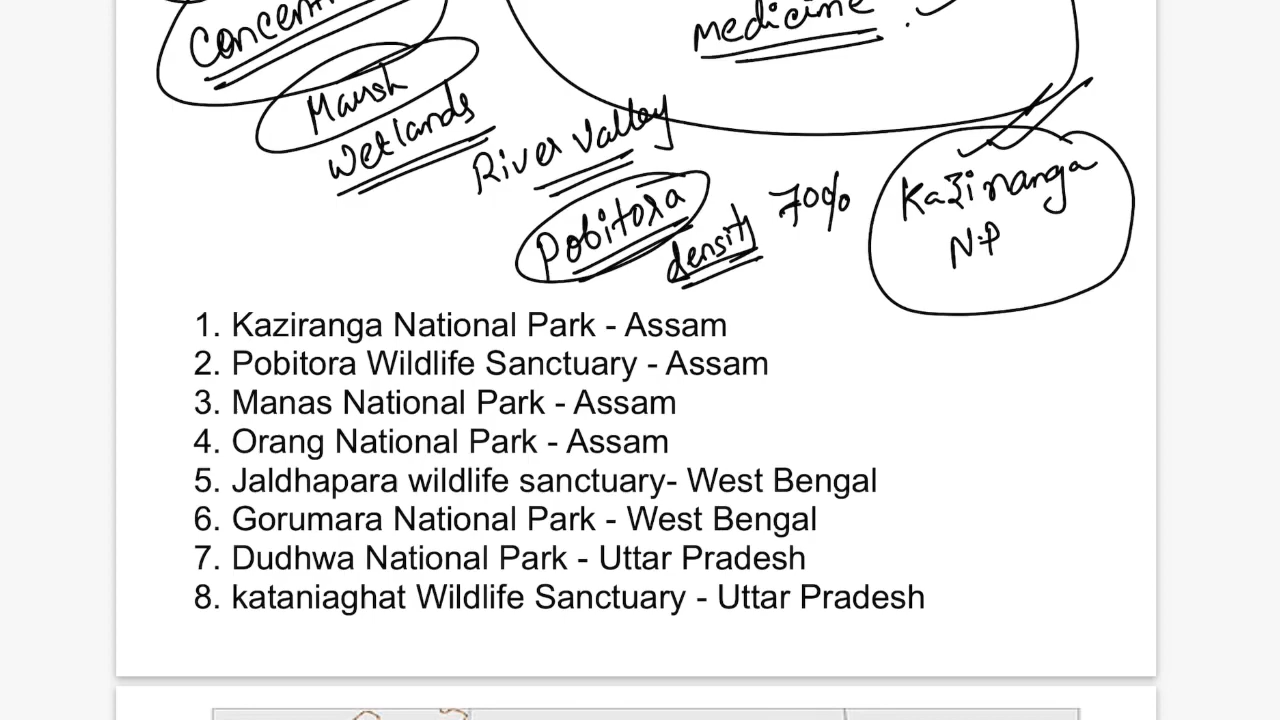 medicine
Marsh
wetlands
River valley
Pobitora
density
70%
Kaziranga
N.P
1. Kaziranga National Park - Assam
2. Pobitora Wildlife Sanctuary - Assam
3. Manas National Park - Assam
4. Orang National Park - Assam
5. Jaldhapara wildlife sanctuary- West Bengal
6. Gorumara National Park - West Bengal
7. Dudhwa National Park - Uttar Pradesh
8. kataniaghat Wildlife Sanctuary - Uttar Pradesh